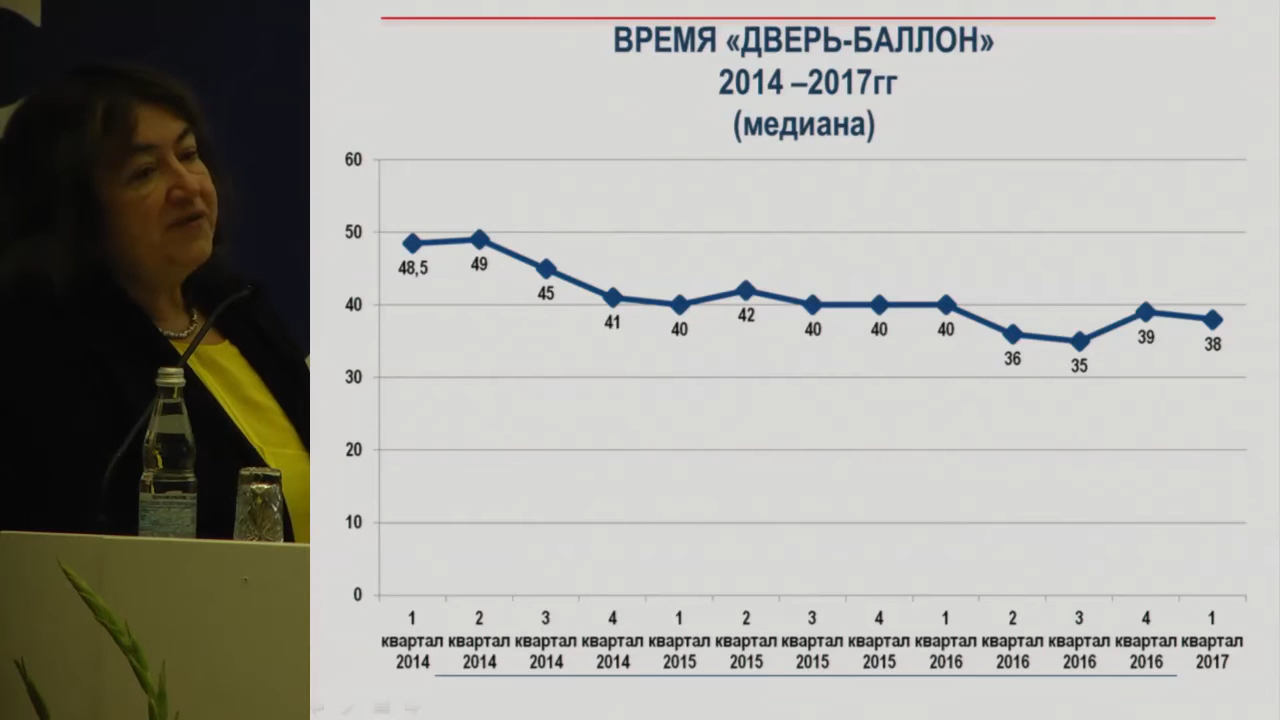 ВРЕМЯ «ДВЕРЬ-БАЛЛОН»
2014 –2017гг
(медиана)
60
50
40
30
20
10
0
48,5
49
45
41
40
42
40
40
40
36
35
39
38
1 квартал 2014
2 квартал 2014
3 квартал 2014
4 квартал 2014
1 квартал 2015
2 квартал 2015
3 квартал 2015
4 квартал 2015
1 квартал 2016
2 квартал 2016
3 квартал 2016
4 квартал 2016
1 квартал 2017